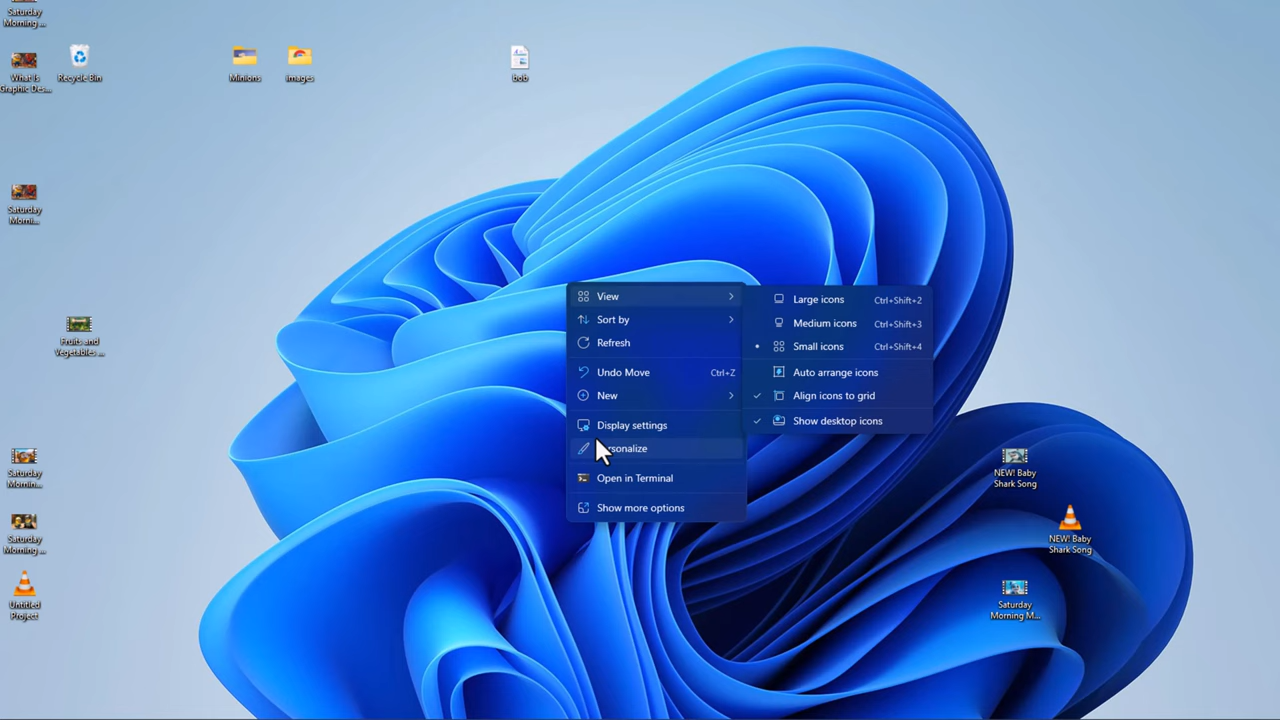 Saturday
Morning ...
What Is
Graphic Des...
Recycle Bin
Minions
images
bob
Saturday
Morni...
Fruits and
Vegetables ...
Saturday
Mornin...
Saturday
Morning ...
Untitled
Project
View
Sort by
Refresh
Undo Move Ctrl+Z
New
Display settings
rsonalize
Open in Terminal
Show more options
Large icons Ctrl+Shift+2
Medium icons Ctrl+Shift+3
Small icons Ctrl+Shift+4
Auto arrange icons
Align icons to grid
Show desktop icons
NEW! Baby
Shark Song
NEW! Baby
Shark Song
Saturday
Morning M...